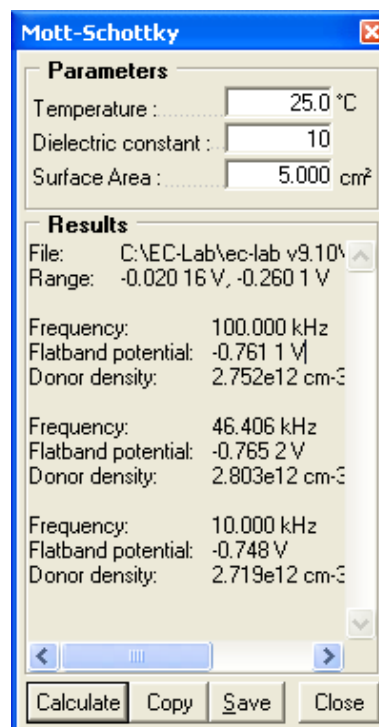 Mott-Schottky
Parameters
Temperature : 25.0 °C
Dielectric constant : 10
Surface Area : 5.000 cm²
Results
File: C:\EC-Lab\ec-lab v9.10\
Range: -0.020 16 V, -0.260 1 V
Frequency: 100.000 kHz
Flatband potential: -0.761 1 V
Donor density: 2.752e12 cm-3
Frequency: 46.406 kHz
Flatband potential: -0.765 2 V
Donor density: 2.803e12 cm-3
Frequency: 10.000 kHz
Flatband potential: -0.748 V
Donor density: 2.719e12 cm-3
Calculate Copy Save Close